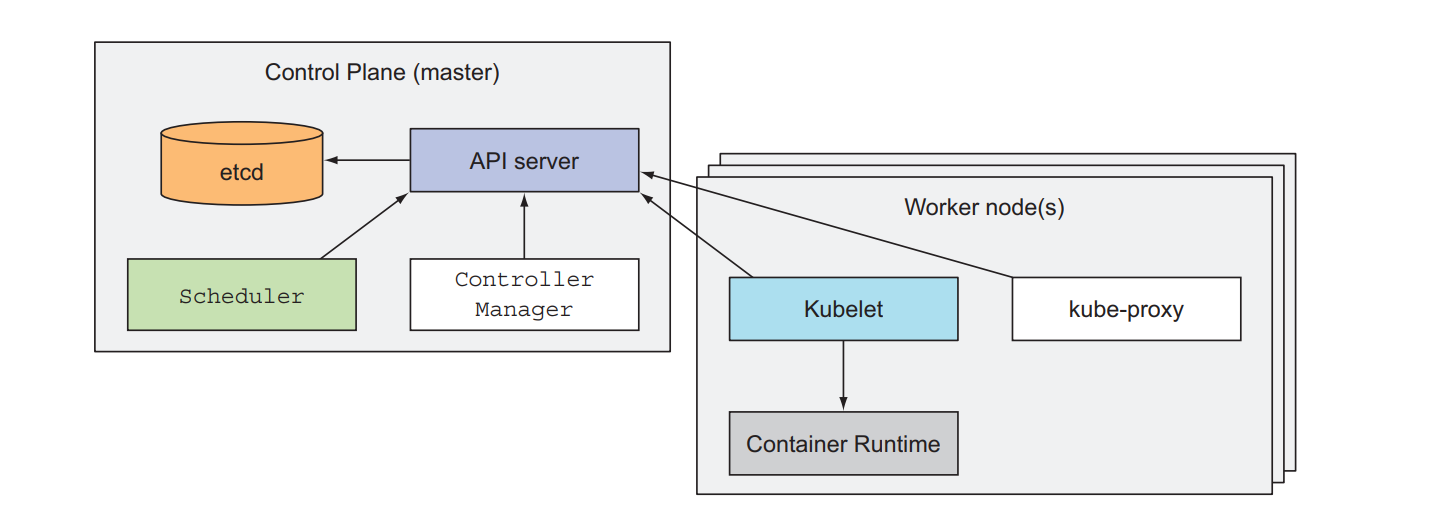 Control Plane (master)
etcd
API server
Scheduler
Controller
Manager
Worker node(s)
Kubelet
kube-proxy
Container Runtime